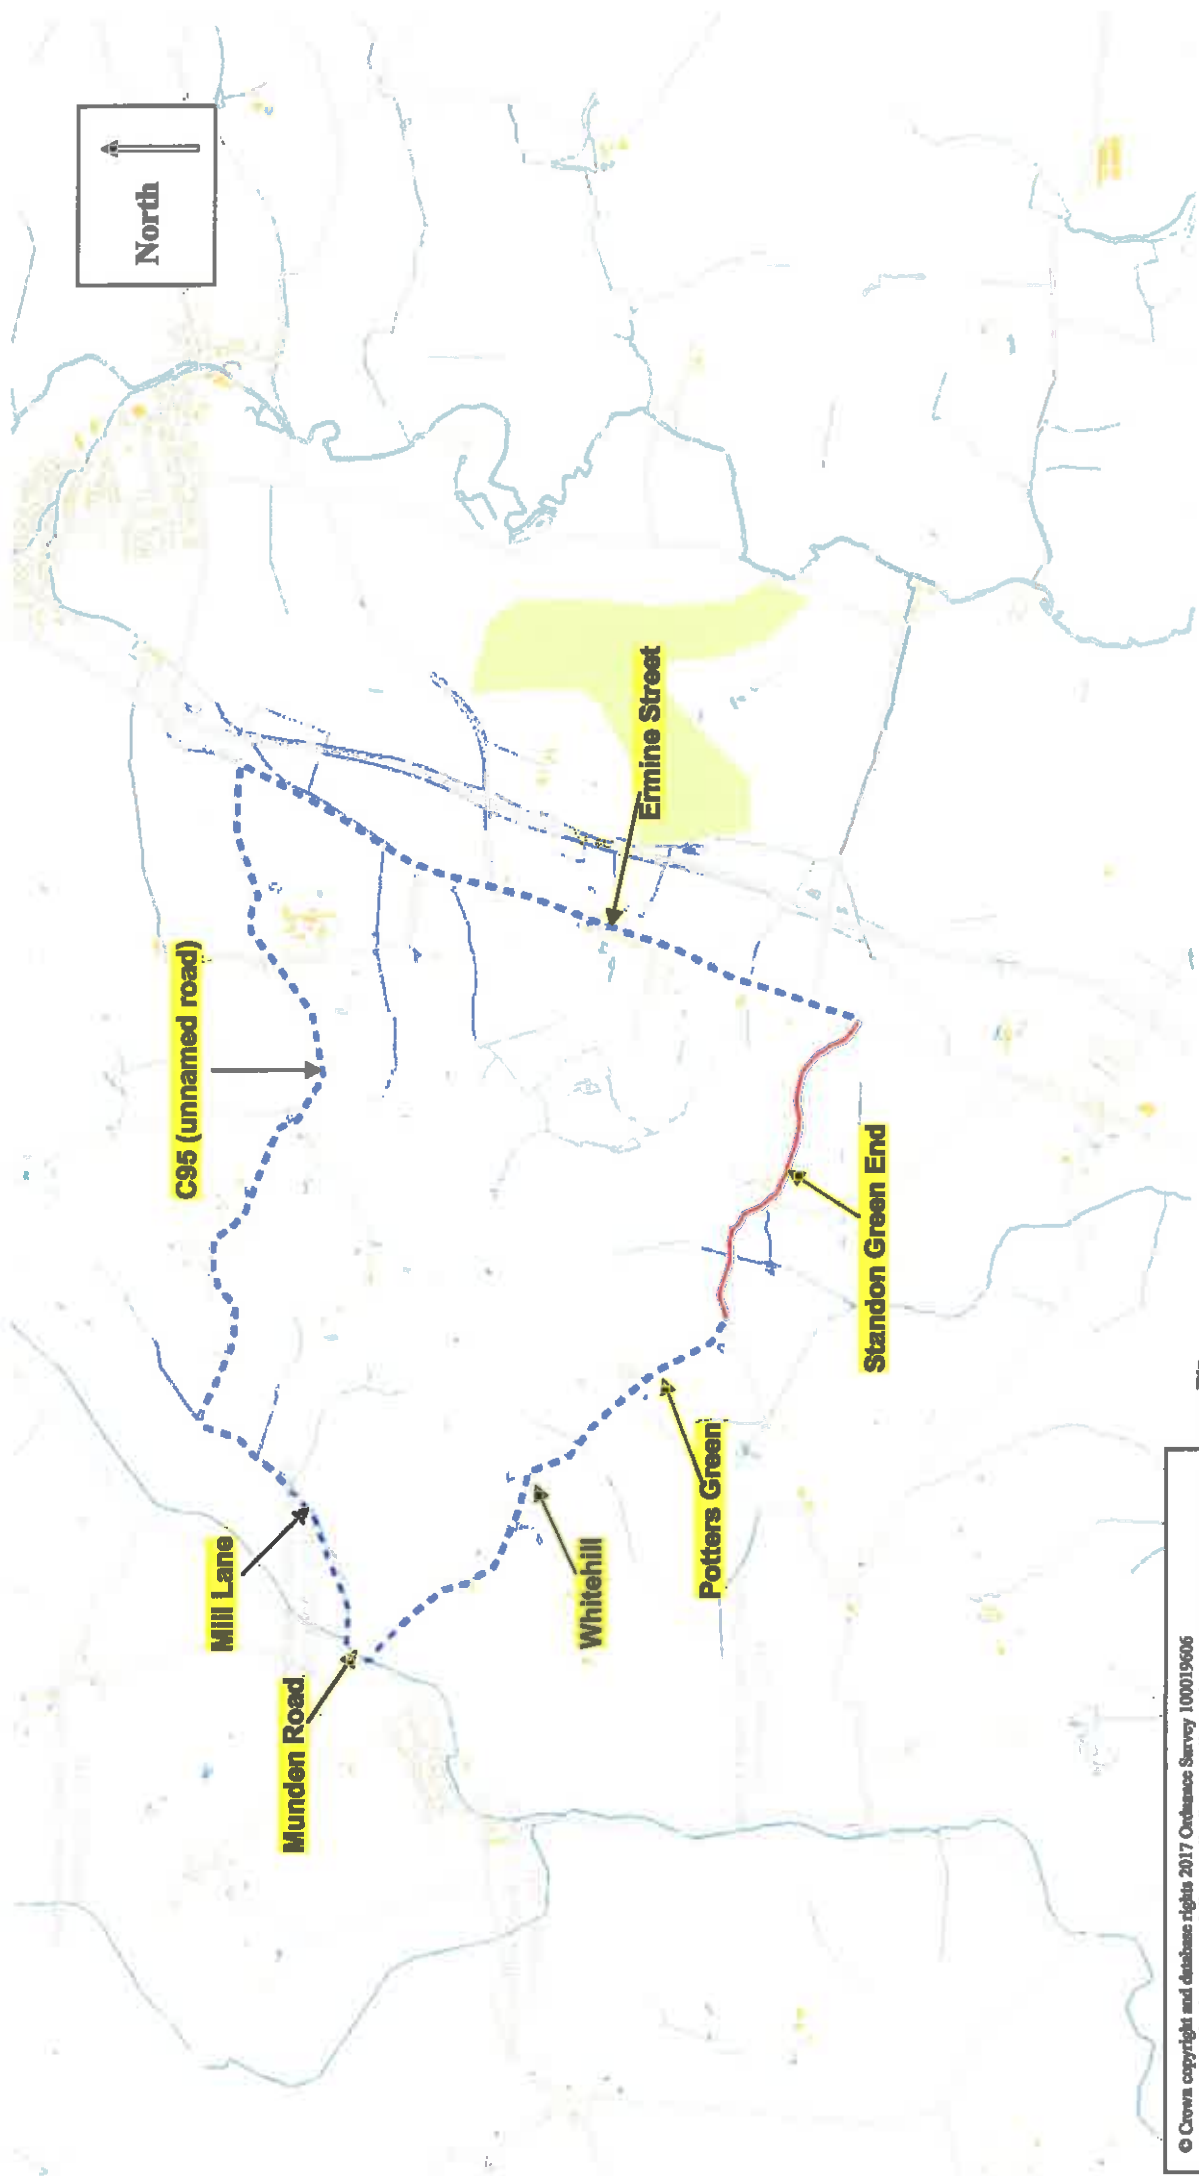 North
C95 (unnamed road)
Mill Lane
Munden Road
Ermine Street
Whitehill
Potters Green
Standon Green End
© Crown copyright and database rights 2017 Ordnance Survey 100019606